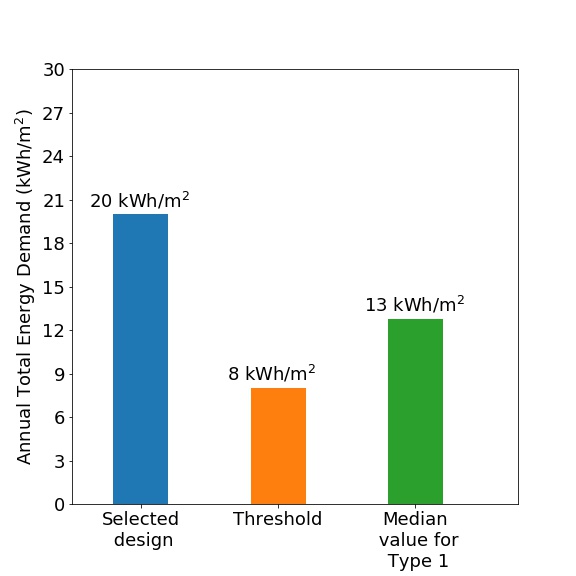 Annual Total Energy Demand (kWh/m²)
30
27
24
21
18
15
12
9
6
3
0
20 kWh/m²
8 kWh/m²
13 kWh/m²
Selected
design
Threshold
Median
value for
Type 1